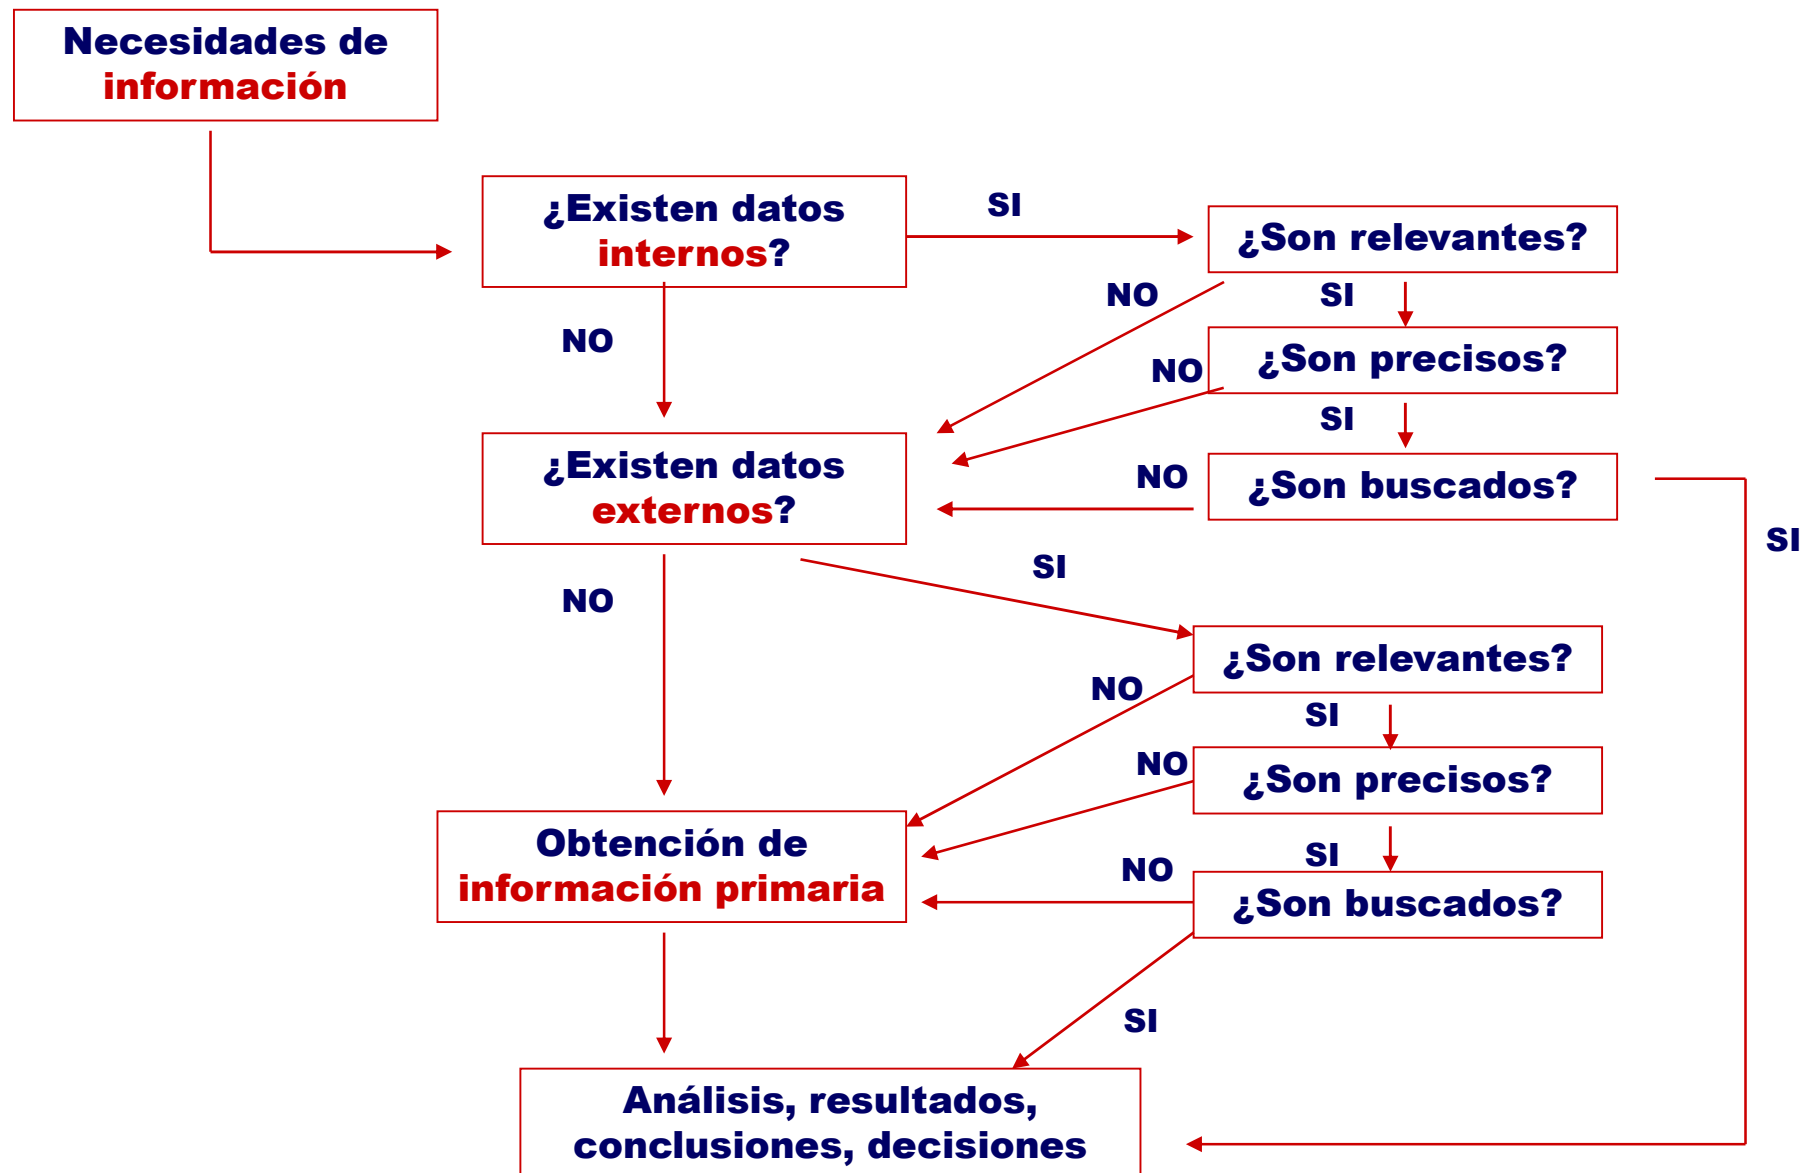 Necesidades de
información
¿Existen datos
internos?
SI
¿Son relevantes?
NO
SI
NO
¿Son precisos?
NO
SI
¿Existen datos
externos?
NO
¿Son buscados?
SI
SI
NO
¿Son relevantes?
NO
SI
NO
¿Son precisos?
Obtención de
información primaria
SI
NO
¿Son buscados?
SI
Análisis, resultados,
conclusiones, decisiones